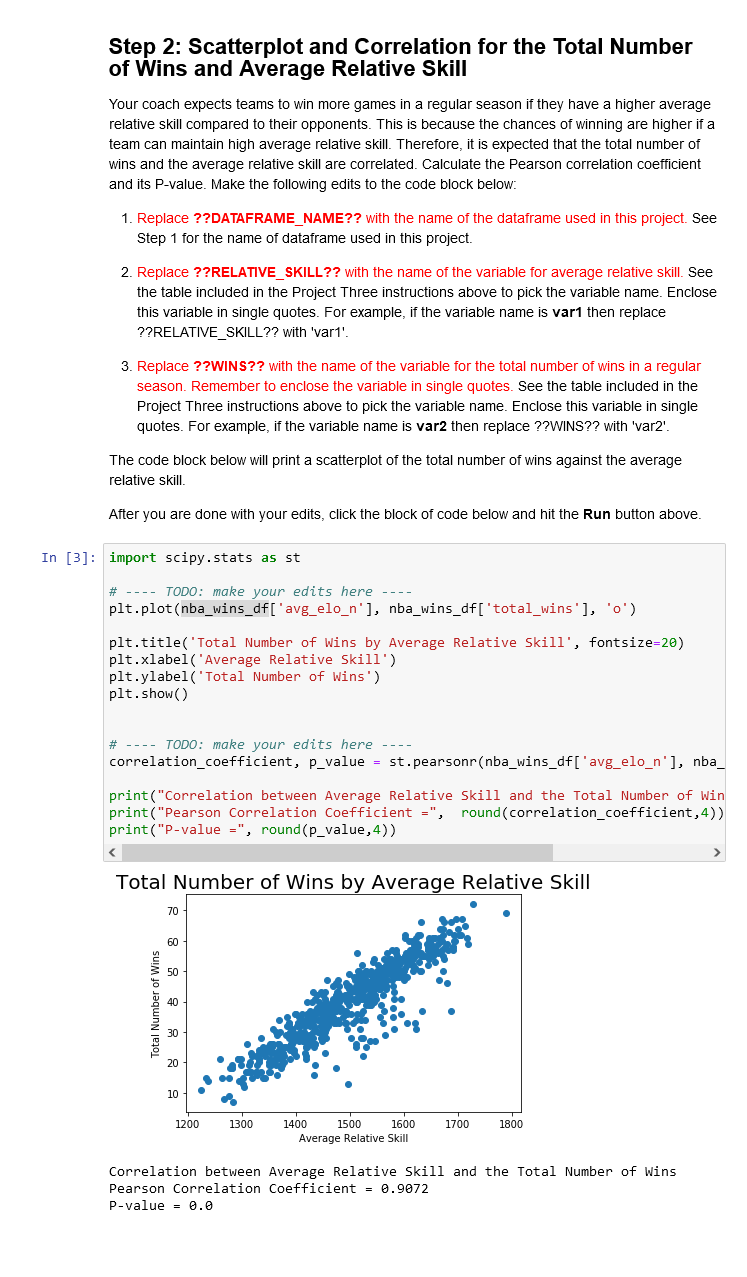 Step 2: Scatterplot and Correlation for the Total Number
of Wins and Average Relative Skill
Your coach expects teams to win more games in a regular season if they have a higher average
relative skill compared to their opponents. This is because the chances of winning are higher if a
team can maintain high average relative skill. Therefore, it is expected that the total number of
wins and the average relative skill are correlated. Calculate the Pearson correlation coefficient
and its P-value. Make the following edits to the code block below:
1. Replace ??DATAFRAME_NAME?? with the name of the dataframe used in this project. See
Step 1 for the name of dataframe used in this project.
2. Replace ??RELATIVE_SKILL?? with the name of the variable for average relative skill. See
the table included in the Project Three instructions above to pick the variable name. Enclose
this variable in single quotes. For example, if the variable name is var1 then replace
??RELATIVE_SKILL?? with 'var1'.
3. Replace ??WINS?? with the name of the variable for the total number of wins in a regular
season. Remember to enclose the variable in single quotes. See the table included in the
Project Three instructions above to pick the variable name. Enclose this variable in single
quotes. For example, if the variable name is var2 then replace ??WINS?? with 'var2'.
The code block below will print a scatterplot of the total number of wins against the average
relative skill.
After you are done with your edits, click the block of code below and hit the Run button above.
In [3]: import scipy.stats as st
# ---- TODO: make your edits here ----
plt.plot(nba_wins_df['avg_elo_n'], nba_wins_df['total_wins'], 'o')
plt.title('Total Number of Wins by Average Relative Skill', fontsize=20)
plt.xlabel('Average Relative Skill')
plt.ylabel('Total Number of Wins')
plt.show()
# ---- TODO: make your edits here ----
correlation_coefficient, p_value = st.pearsonr(nba_wins_df['avg_elo_n'], nba_
print("Correlation between Average Relative Skill and the Total Number of Win
print("Pearson Correlation Coefficient =",  round(correlation_coefficient,4))
print("P-value =", round(p_value,4))
Total Number of Wins by Average Relative Skill
70
60
50
40
30
20
10
Total Number of Wins
1200 1300 1400 1500 1600 1700 1800
Average Relative Skill
Correlation between Average Relative Skill and the Total Number of Wins
Pearson Correlation Coefficient = 0.9072
P-value = 0.0